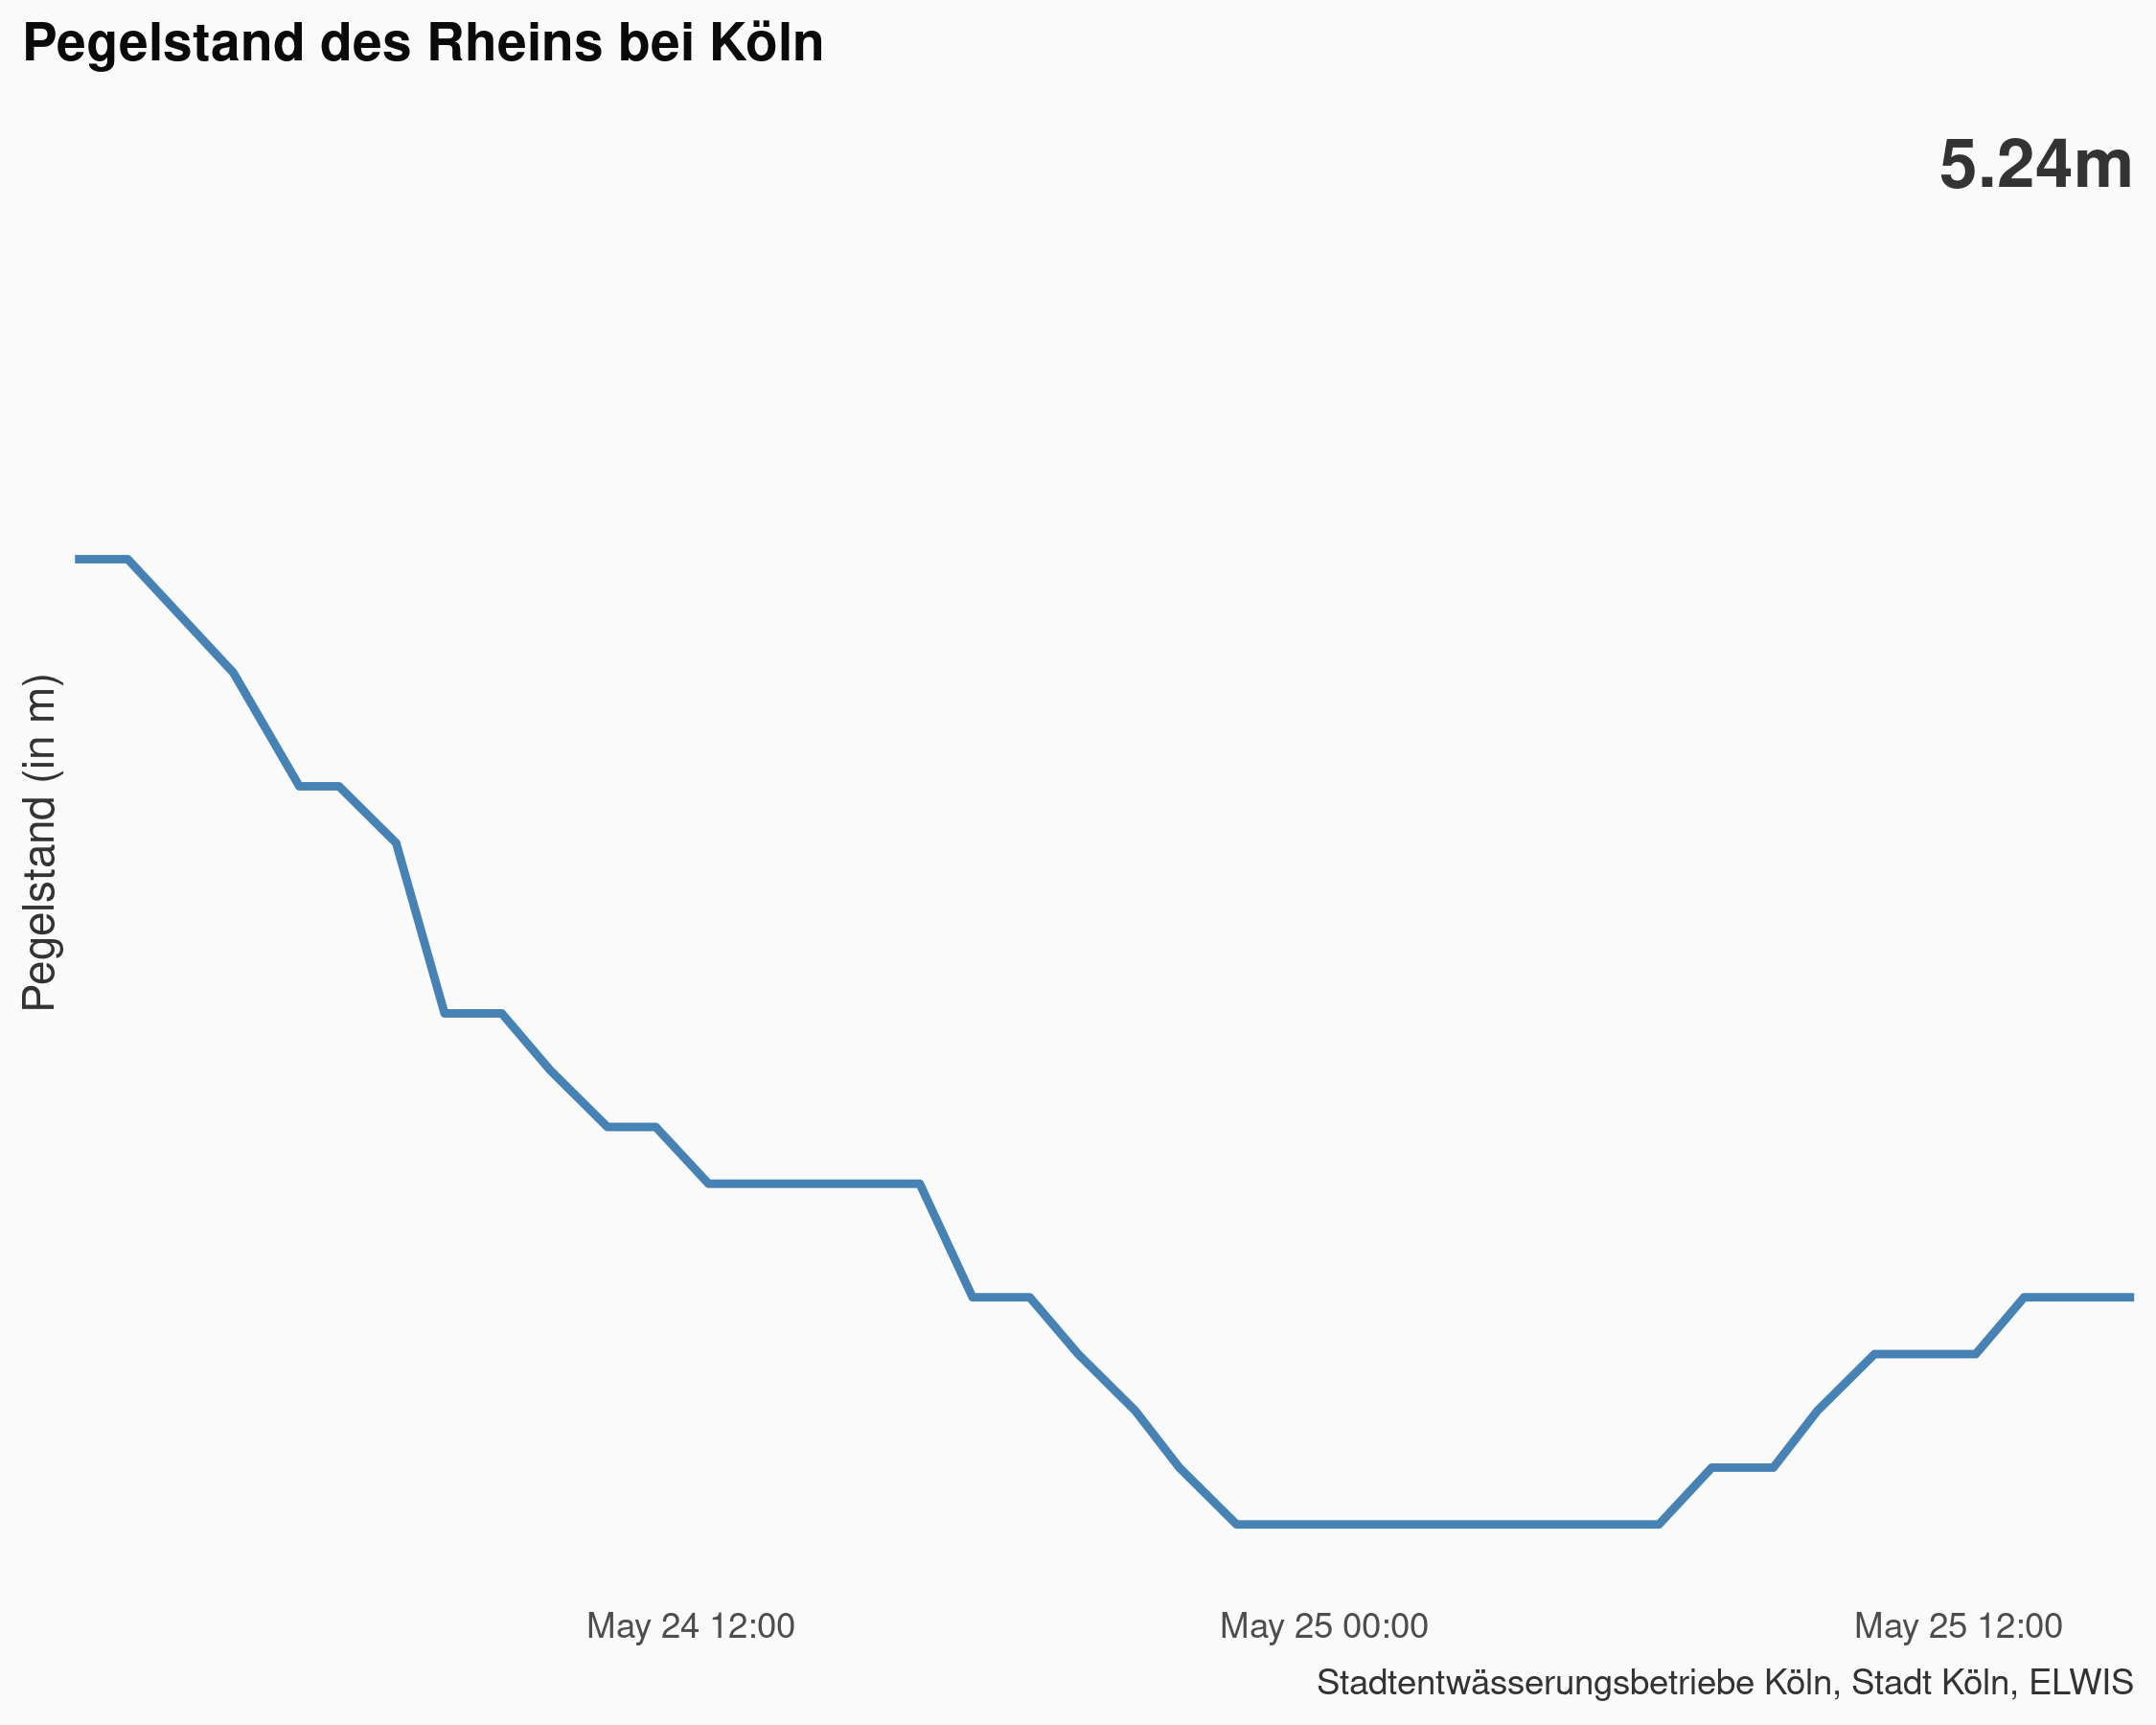 Pegelstand des Rheins bei Köln
5.24m
Pegelstand (in m)
May 24 12:00
May 25 00:00
May 25 12:00
Stadtentwässerungsbetriebe Köln, Stadt Köln, ELWIS